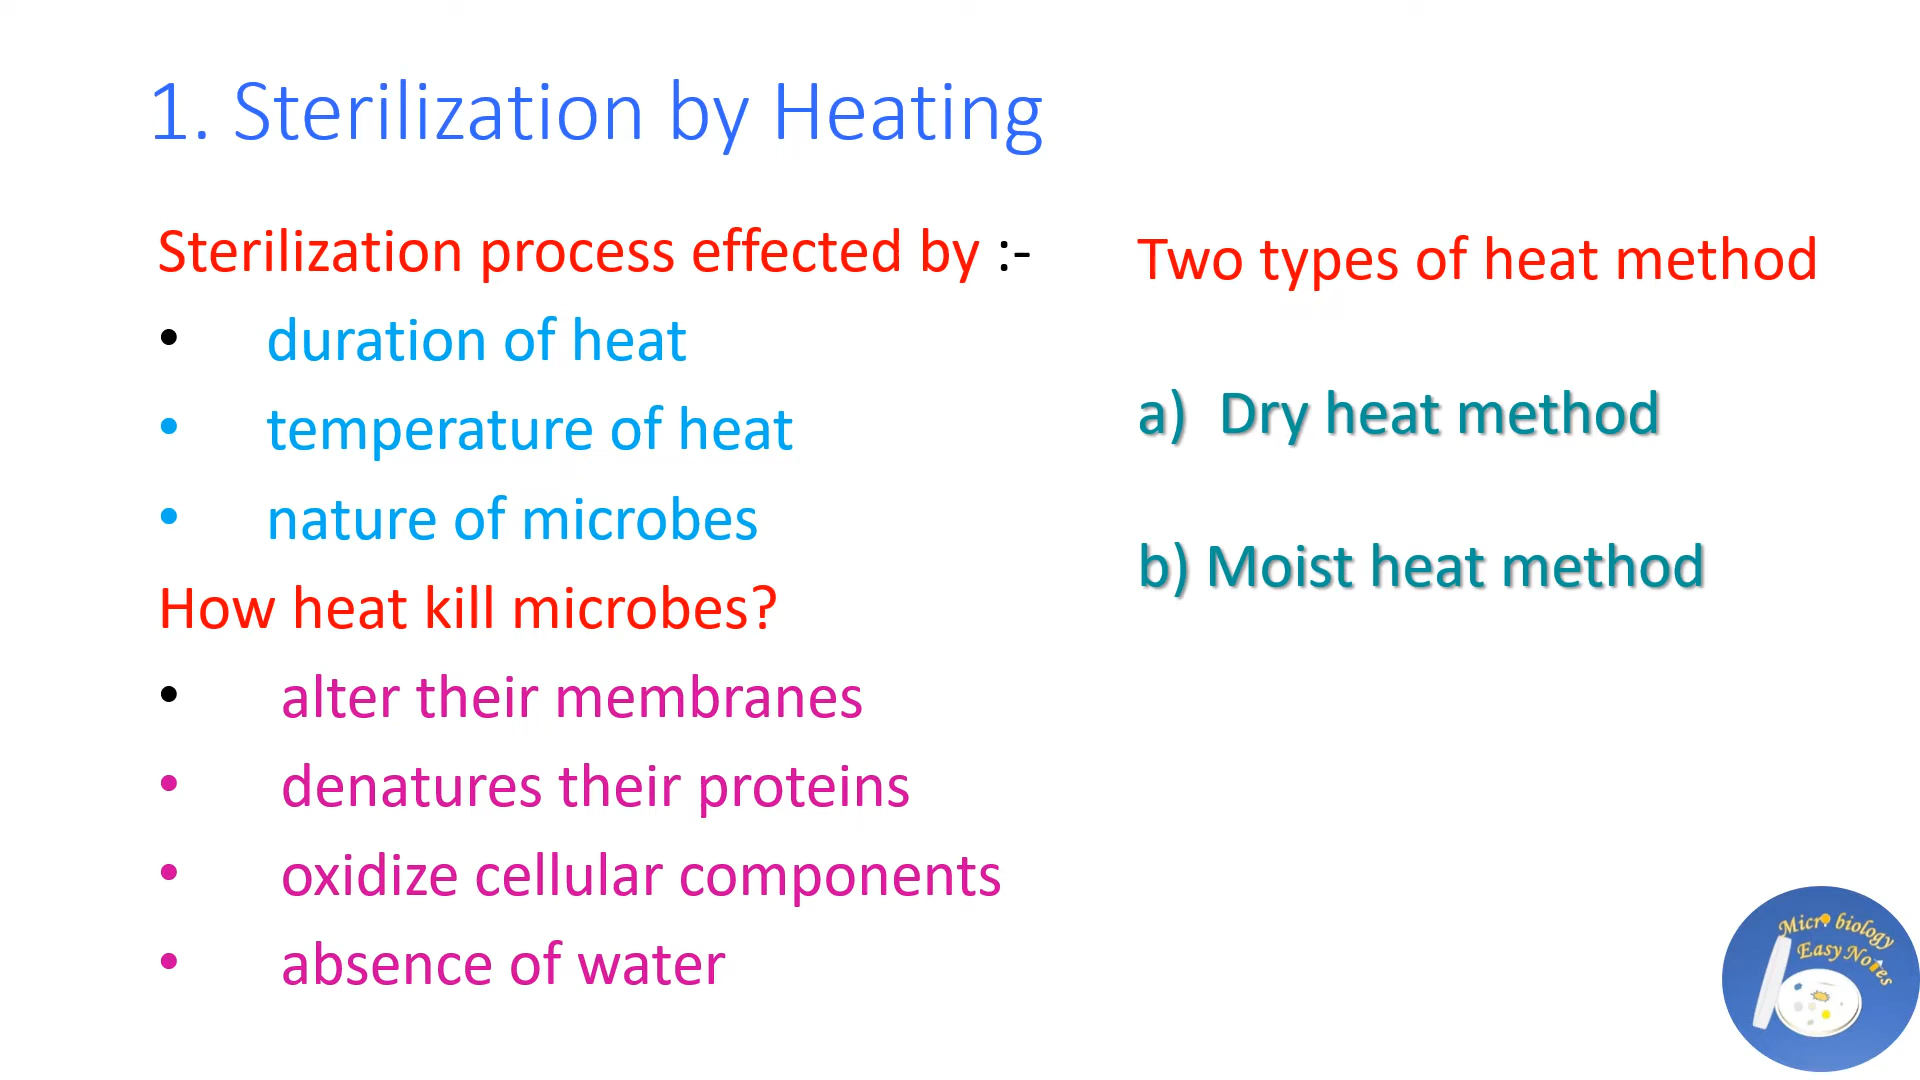 1. Sterilization by Heating
Sterilization process effected by :-
• duration of heat
• temperature of heat
• nature of microbes
How heat kill microbes?
• alter their membranes
• denatures their proteins
• oxidize cellular components
• absence of water
Two types of heat method
a) Dry heat method
b) Moist heat method
Microbiology
Easy Notes